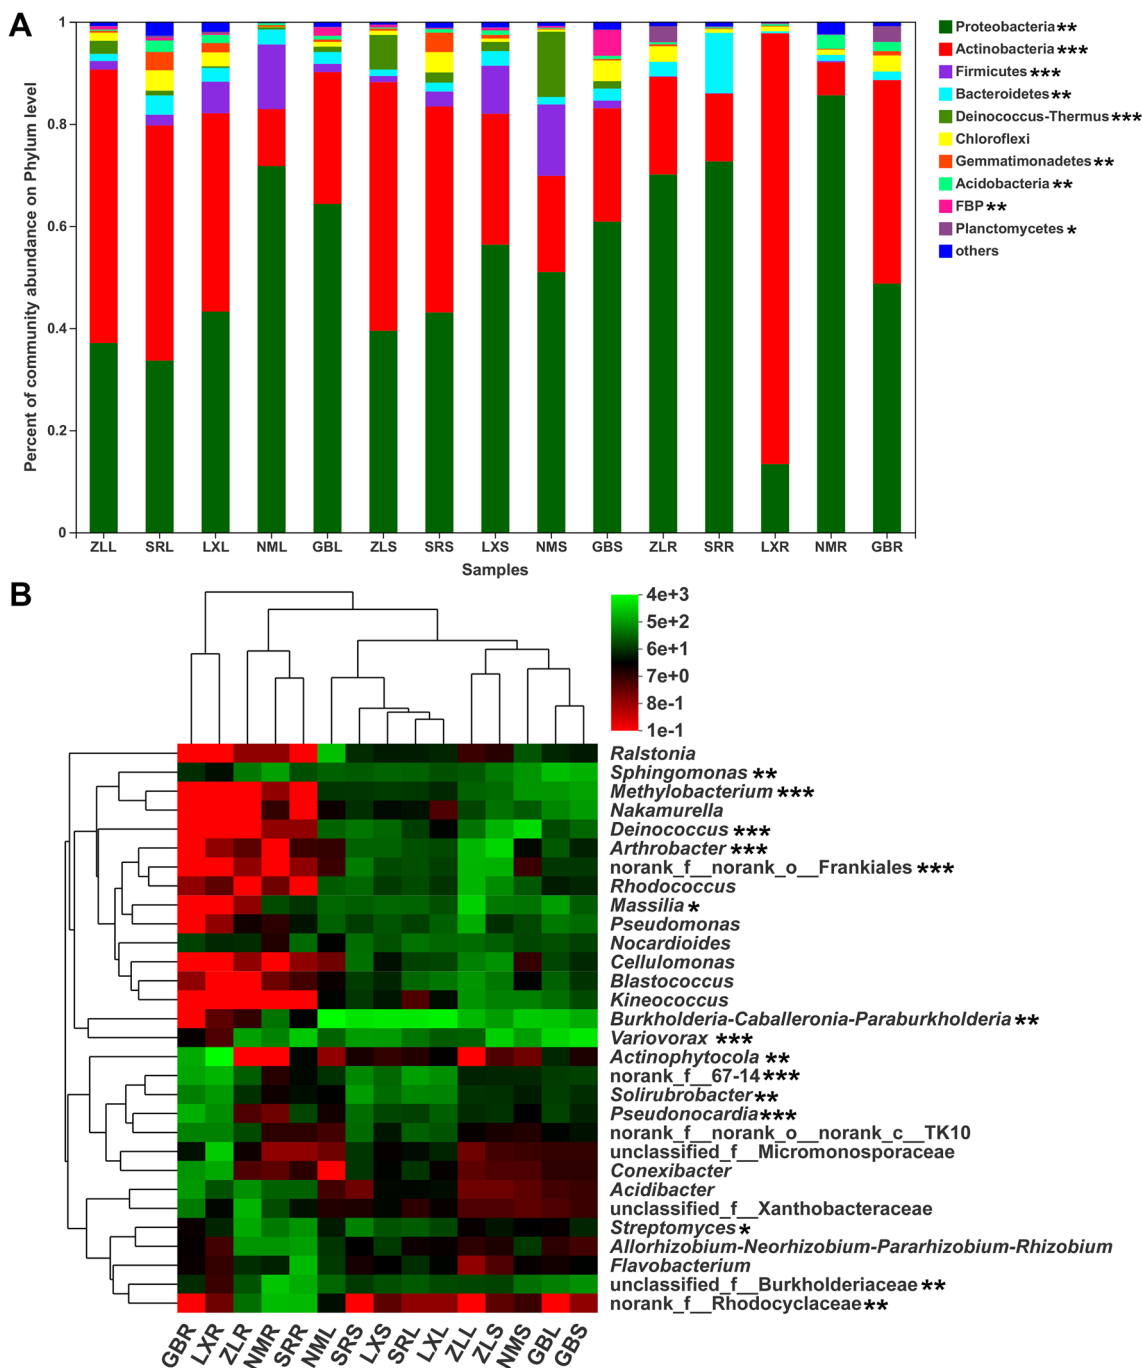 A
Percent of community abundance on Phylum level
1
0.8
0.6
0.4
0.2
0
ZLL SRL LXL NML GBL ZLS SRS LXS NMS GBS ZLR SRR LXR NMR GBR
Samples
Proteobacteria **
Actinobacteria ***
Firmicutes ***
Bacteroidetes **
Deinococcus-Thermus ***
Chloroflexi
Gemmatimonadetes **
Acidobacteria **
FBP **
Planctomycetes *
others
B
4e+3
5e+2
6e+1
7e+0
8e-1
1e-1
Ralstonia
Sphingomonas **
Methylobacterium ***
Nakamurella
Deinococcus ***
Arthrobacter ***
norank_f__norank_o__Frankiales ***
Rhodococcus
Massilia *
Pseudomonas
Nocardioides
Cellulomonas
Blastococcus
Kineococcus
Burkholderia-Caballeronia-Paraburkholderia **
Variovorax ***
Actinophytocola **
norank_f__67-14 ***
Solirubrobacter **
Pseudonocardia ***
norank_f__norank_o__norank_c__TK10
unclassified_f__Micromonosporaceae
Conexibacter
Acidibacter
unclassified_f__Xanthobacteraceae
Streptomyces *
Allorhizobium-Neorhizobium-Pararhizobium-Rhizobium
Flavobacterium
unclassified_f__Burkholderiaceae **
norank_f__Rhodocyclaceae **
GBR LXR ZLR NMR SRR NML SRS LXS SRL LXL ZLL ZLS NMS GBL GBS